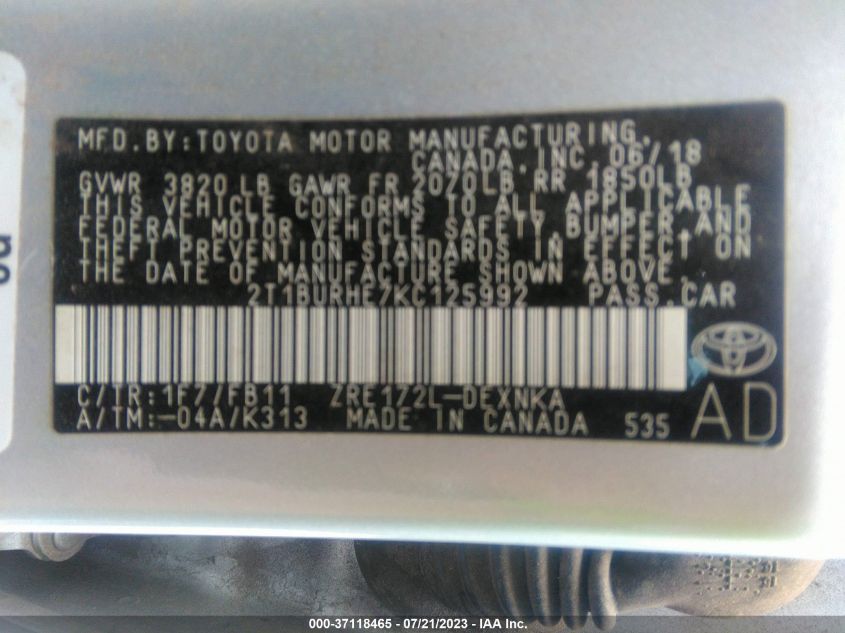 MFD.BY:TOYOTA MOTOR MANUFACTURING,
CANADA,INC. 06/18
GVWR 3820 LB GAWR FR 2070LB RR 1850LB
THIS VEHICLE CONFORMS TO ALL APPLICABLE
FEDERAL MOTOR VEHICLE SAFETY,BUMPER,AND
THEFT PREVENTION STANDARDS IN EFFECT ON
THE DATE OF MANUFACTURE SHOWN ABOVE.
2T1BURHE7KC125992 PASS.CAR
C/TR:1F7/FB11 ZRE172L-DEXNKA
A/TM:-04A/K313 MADE IN CANADA 535
AD
000-37118465 - 07/21/2023 - IAA Inc.